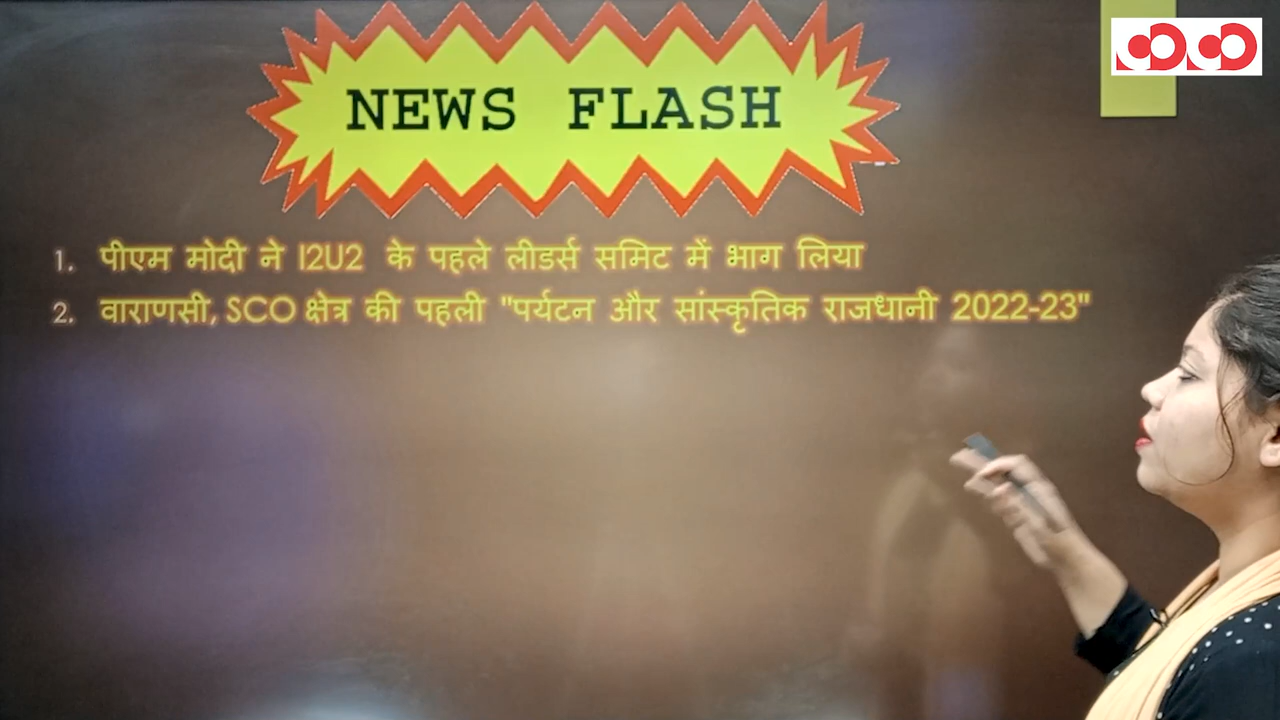 NEWS FLASH
1. पीएम मोदी ने I2U2 के पहले लीडर्स समिट में भाग लिया
2. वाराणसी, SCO क्षेत्र की पहली "पर्यटन और सांस्कृतिक राजधानी 2022-23"